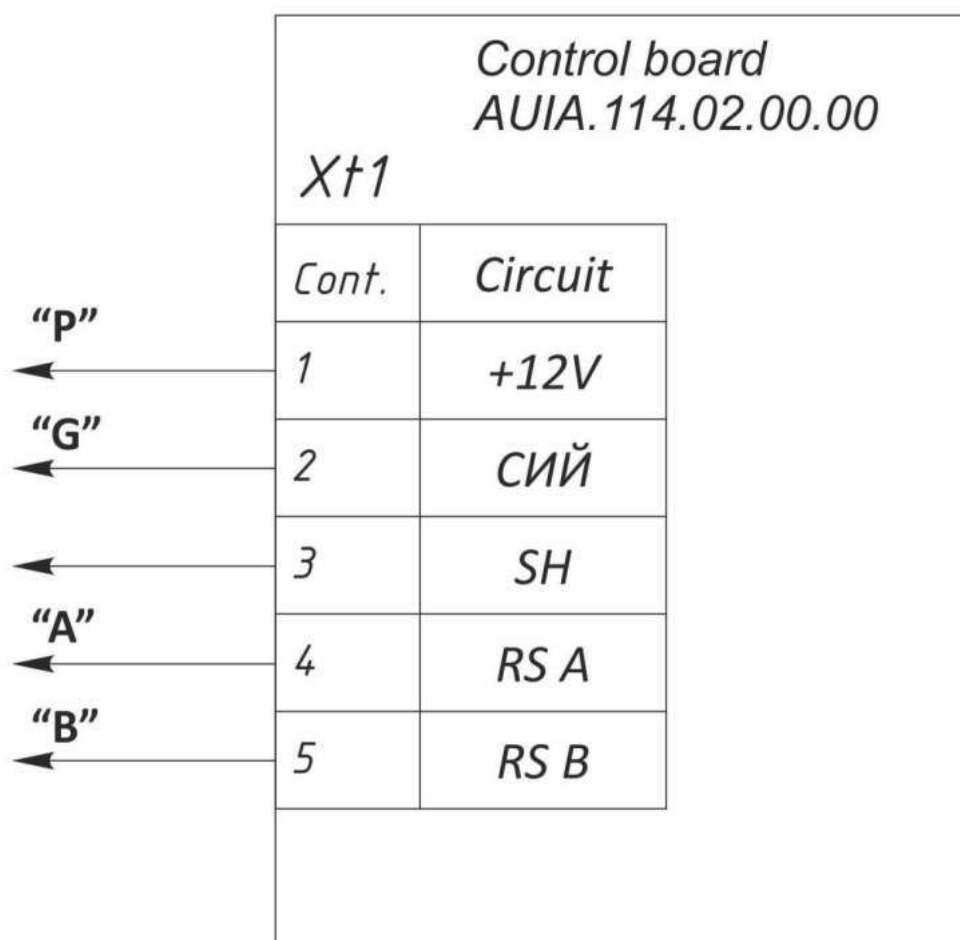 Control board
AUIA.114.02.00.00
Xt1
Cont. Circuit
“P”
1 +12V
“G”
2 СИЙ
3 SH
“A”
4 RS A
“B”
5 RS B